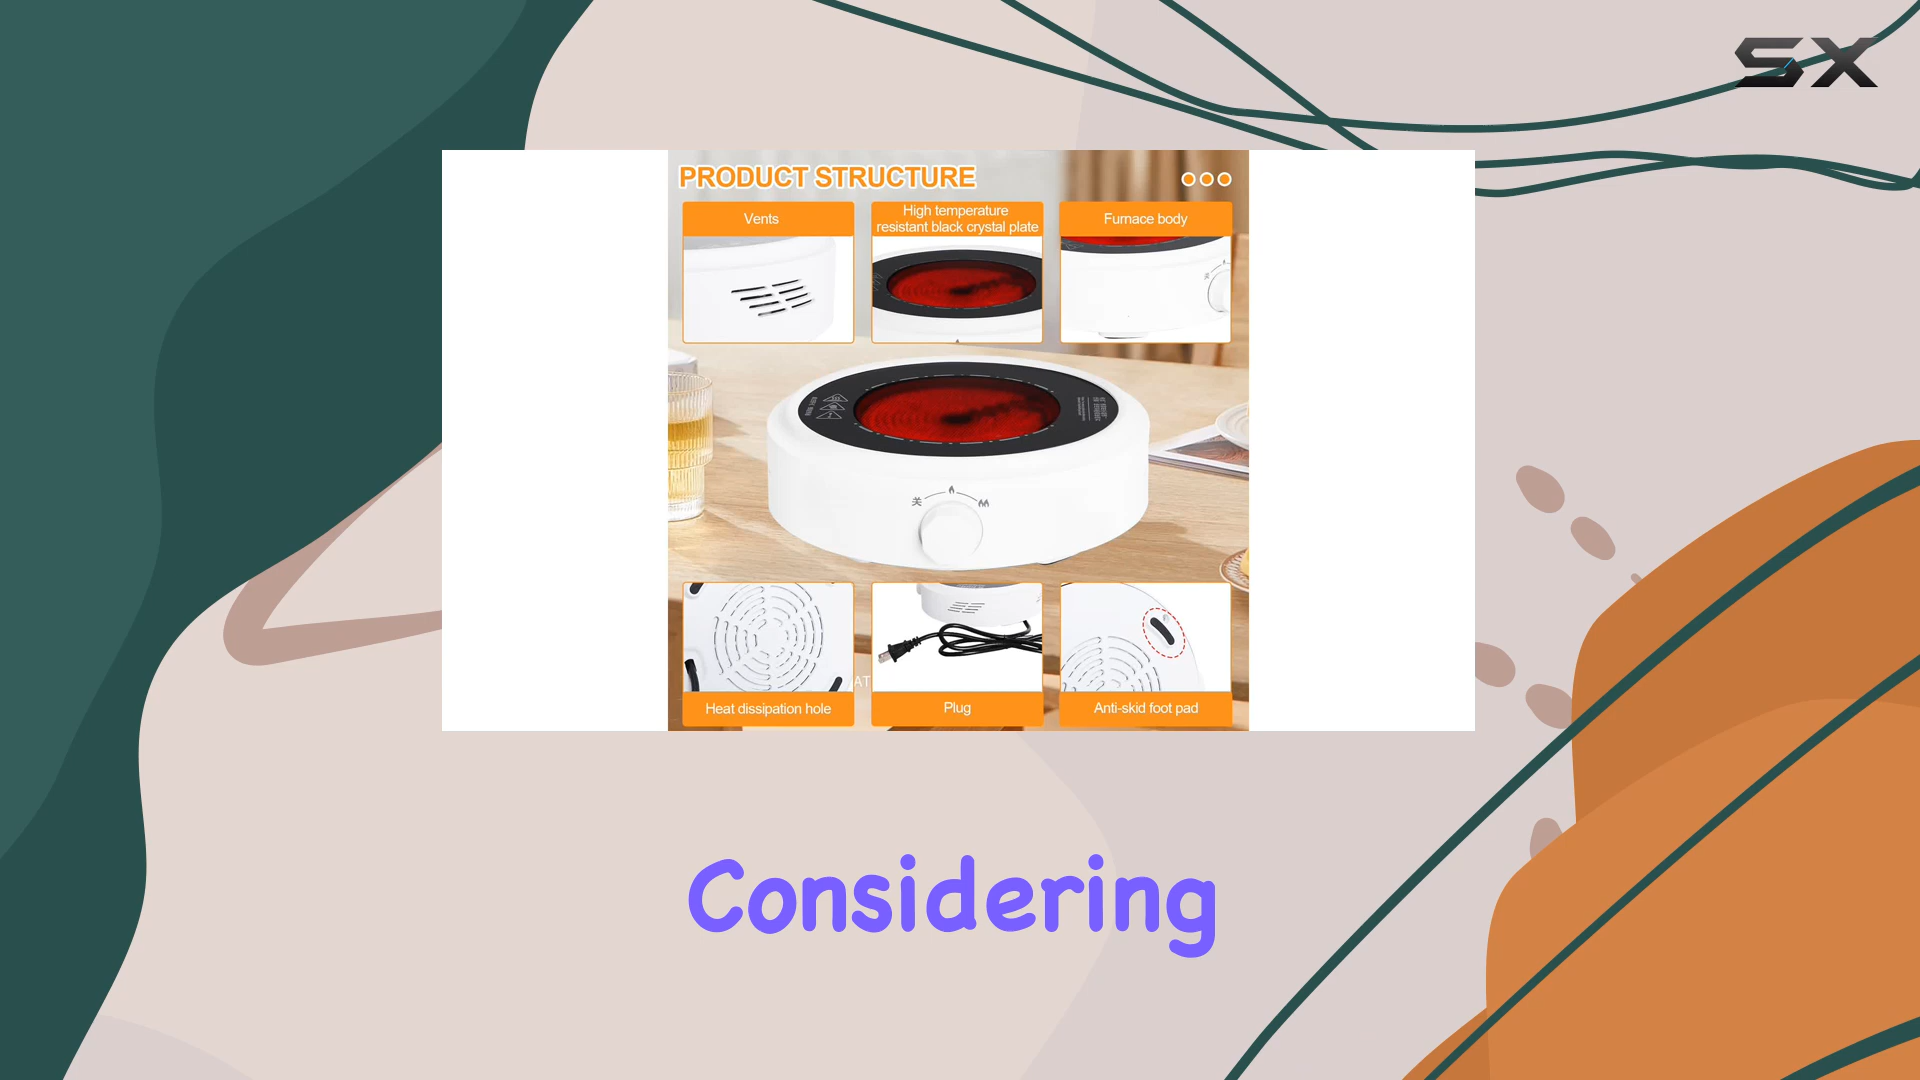 SX
PRODUCT STRUCTURE
Vents
High temperature
resistant black crystal plate
Furnace body
关
AT
Heat dissipation hole
Plug
Anti-skid foot pad
Considering